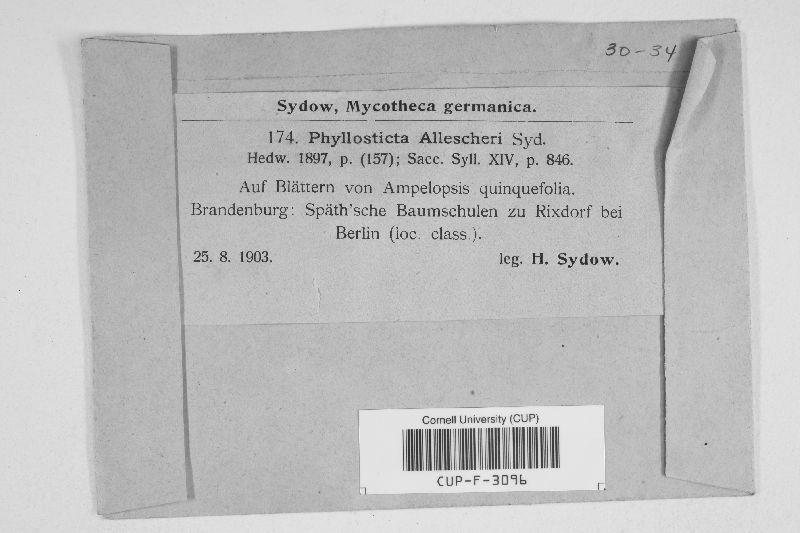 30-34
Sydow, Mycotheca germanica.
174. Phyllosticta Allescheri Syd.
Hedw. 1897, p. (157); Sacc. Syll. XIV, p. 846.
Auf Blättern von Ampelopsis quinquefolia.
Brandenburg: Späth'sche Baumschulen zu Rixdorf bei
Berlin (loc. class.).
25. 8. 1903. leg. H. Sydow.
Cornell University (CUP)
CUP-F-3096